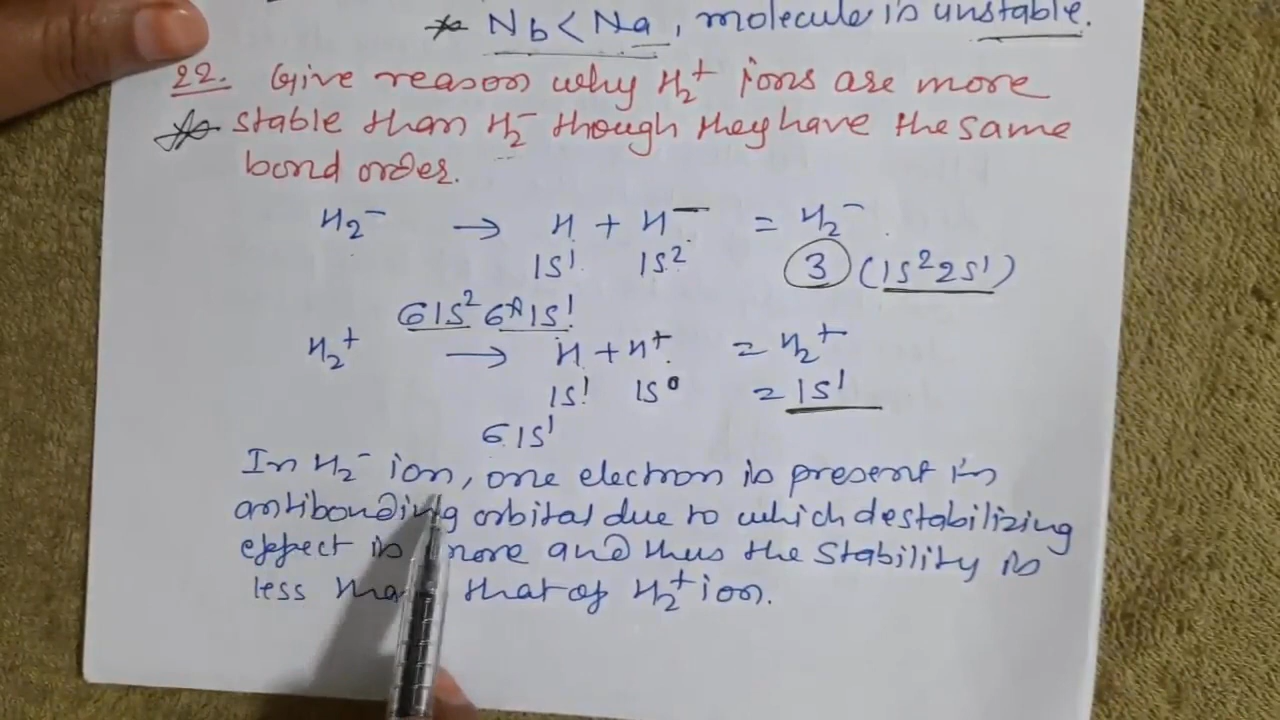 * Nb < Na, molecule is unstable.
22. Give reason why H₂⁺ ions are more
stable than H₂⁻ though they have the same
bond order.
H₂⁻ → H + H⁻ = H₂⁻
1S¹ 1S² 3 (1S²2S¹)
σ1S² σ*1S¹
H₂⁺ → H + H⁺ = H₂⁺
1S¹ 1S⁰ = 1S¹
σ1S¹
In H₂⁻ ion, one electron is present in
antibonding orbital due to which destabilizing
effect is more and thus the stability is
less than that of H₂⁺ ion.